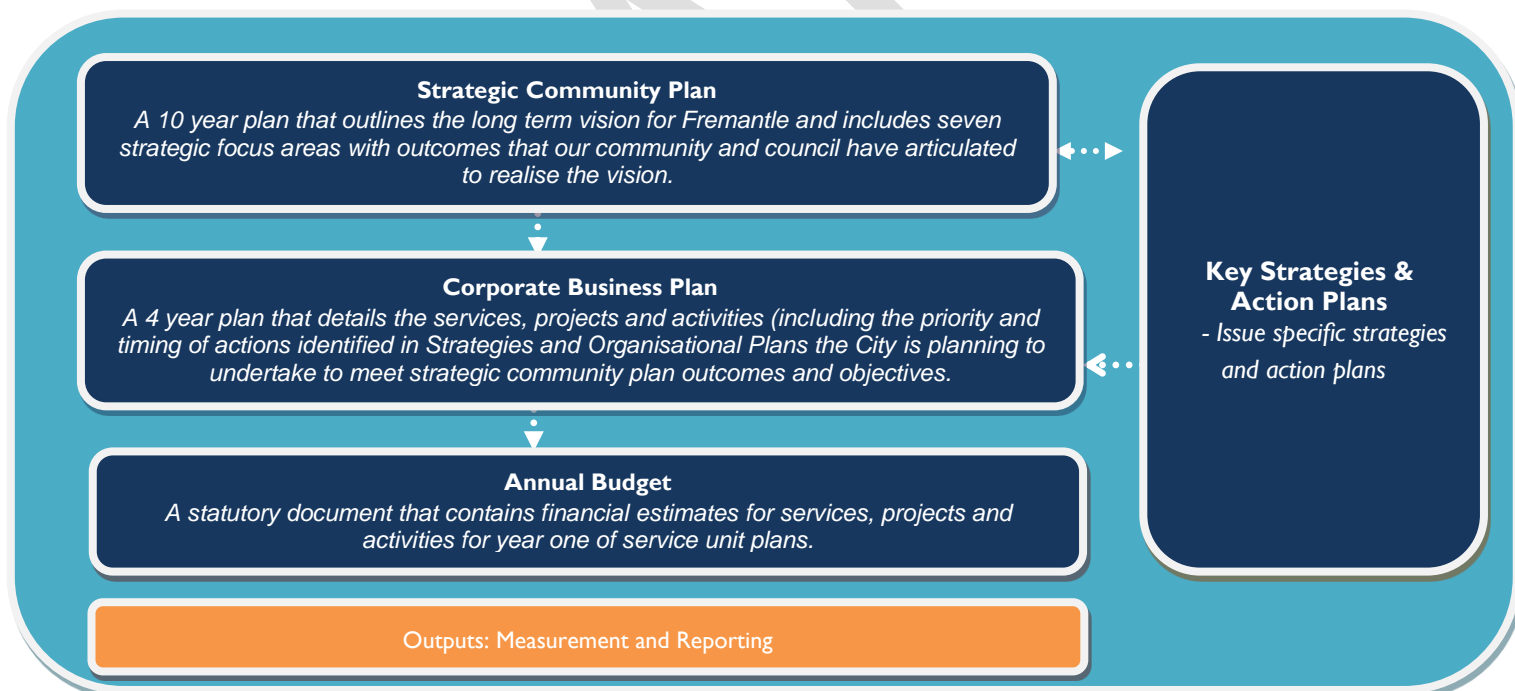 Strategic Community Plan
A 10 year plan that outlines the long term vision for Fremantle and includes seven
strategic focus areas with outcomes that our community and council have articulated
to realise the vision.
Corporate Business Plan
A 4 year plan that details the services, projects and activities (including the priority and
timing of actions identified in Strategies and Organisational Plans the City is planning to
undertake to meet strategic community plan outcomes and objectives.
Annual Budget
A statutory document that contains financial estimates for services, projects and
activities for year one of service unit plans.
Outputs: Measurement and Reporting
Key Strategies &
Action Plans
- Issue specific strategies
and action plans